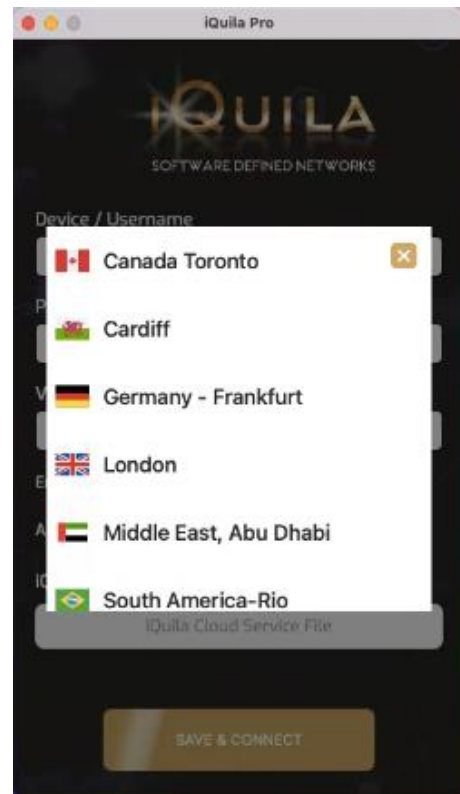 iQuila Pro
iQUILA
SOFTWARE DEFINED NETWORKS
Device / Username
Canada Toronto
Cardiff
Germany - Frankfurt
London
Middle East, Abu Dhabi
South America-Rio
iQuila Cloud Service File
SAVE & CONNECT